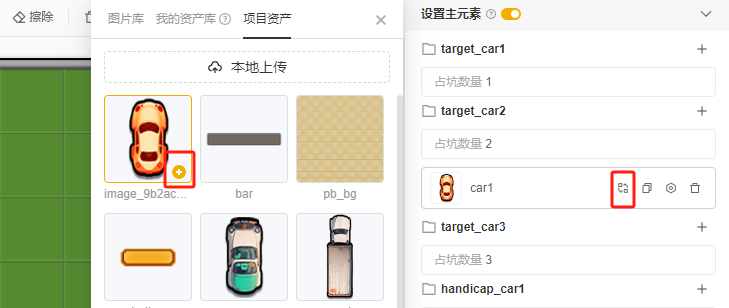 擦除
图片库 我的资产库 项目资产
本地上传
image_9b2ac...
bar
pb_bg
设置主元素
target_car1
占坑数量 1
target_car2
占坑数量 2
car1
target_car3
占坑数量 3
handicap_car1